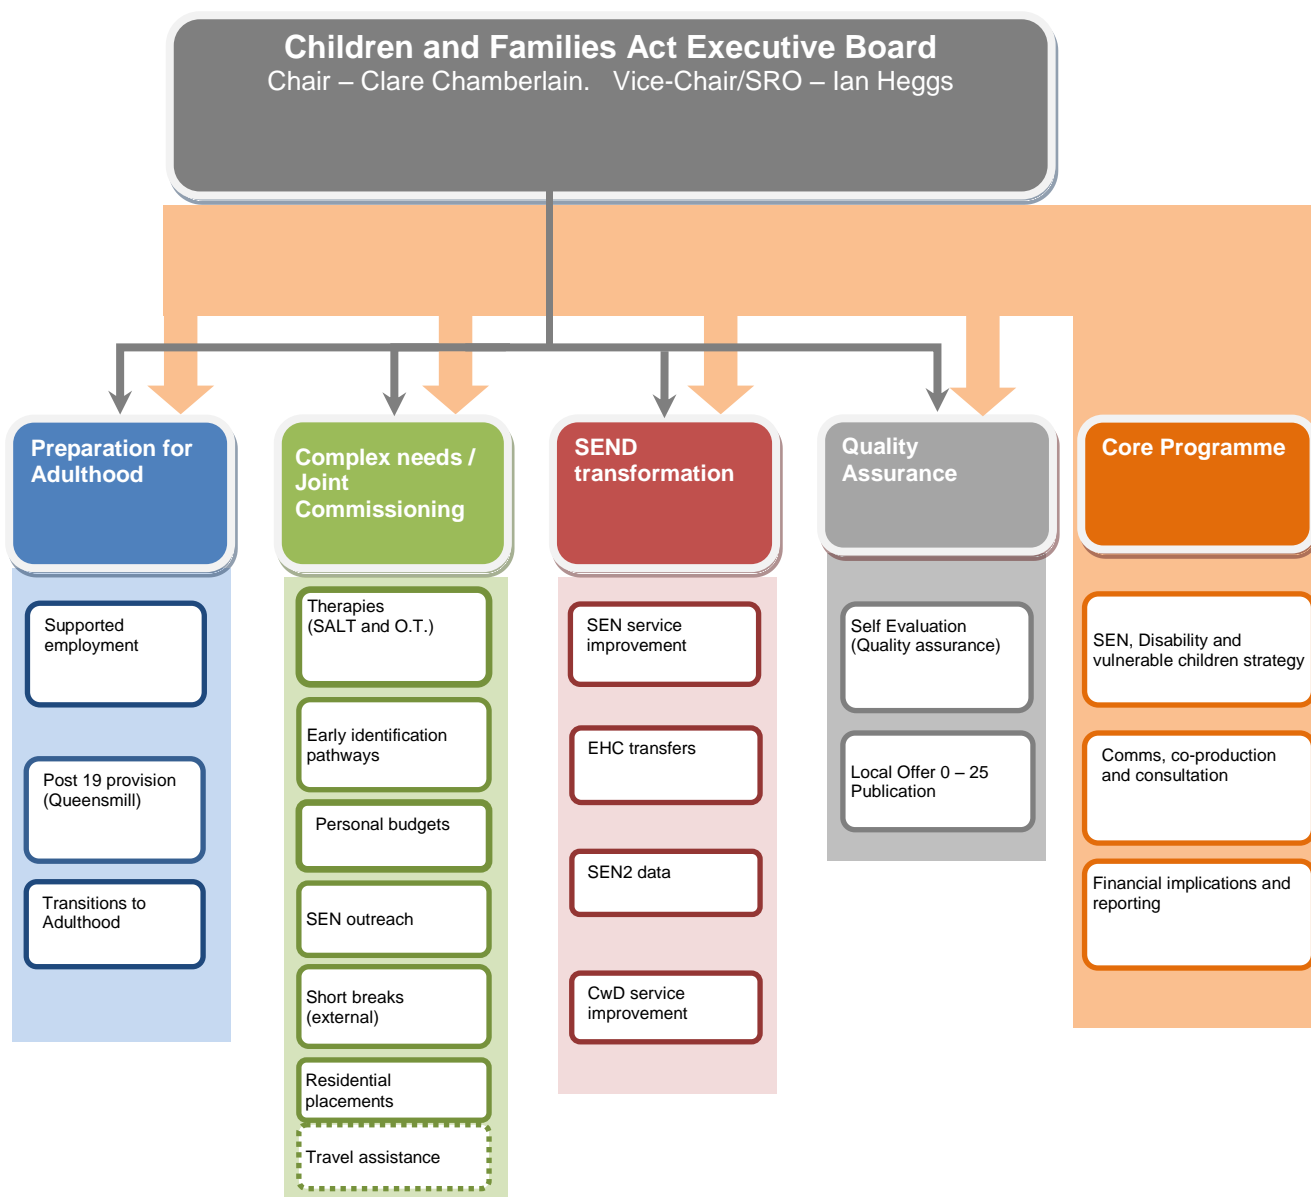 Children and Families Act Executive Board
Chair – Clare Chamberlain. Vice-Chair/SRO – Ian Heggs
Preparation for
Adulthood
Supported
employment
Post 19 provision
(Queensmill)
Transitions to
Adulthood
Complex needs /
Joint
Commissioning
Therapies
(SALT and O.T.)
Early identification
pathways
Personal budgets
SEN outreach
Short breaks
(external)
Residential
placements
Travel assistance
SEND
transformation
SEN service
improvement
EHC transfers
SEN2 data
CwD service
improvement
Quality
Assurance
Self Evaluation
(Quality assurance)
Local Offer 0 – 25
Publication
Core Programme
SEN, Disability and
vulnerable children strategy
Comms, co-production
and consultation
Financial implications and
reporting